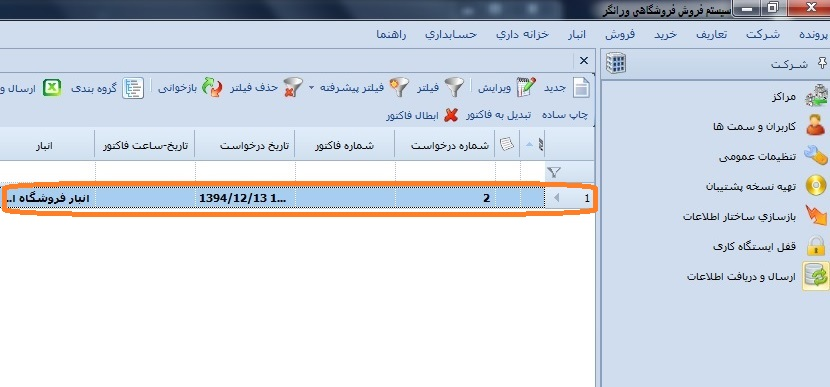 سیستم فروش فروشگاهی ورانگر
پرونده شرکت تعاریف خرید فروش انبار خزانه داري حسابداري راهنما
شرکت
مراکز
کاربران و سمت ها
تنظیمات عمومی
تهیه نسخه پشتیبان
بازسازي ساختار اطلاعات
قفل ایستگاه کاری
ارسال و دریافت اطلاعات
جدید ویرایش فیلتر فیلتر پیشرفته حذف فیلتر بازخوانی گروه بندی ارسال و
چاپ ساده تبدیل به فاکتور ابطال فاکتور
شماره درخواست شماره فاکتور تاریخ درخواست تاریخ-ساعت فاکتور انبار
1 2 1394/12/13 1... انبار فروشگاه ا...